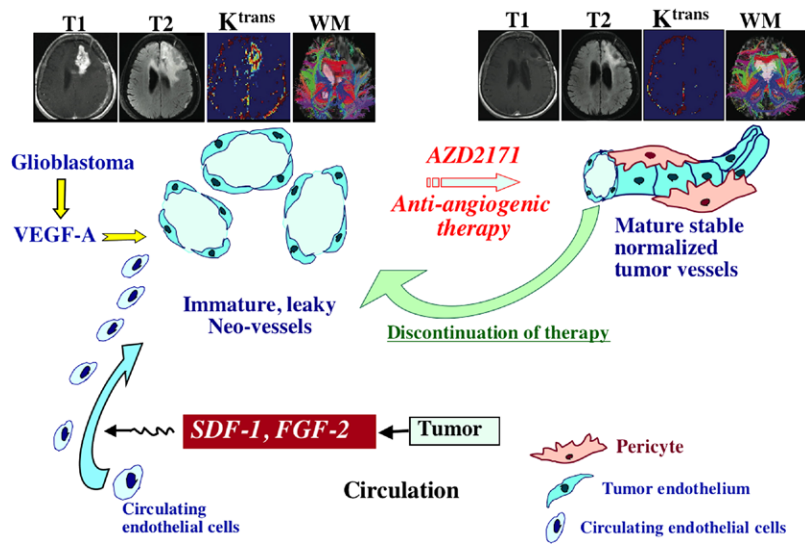 T1 T2 Ktrans WM
T1 T2 Ktrans WM
Glioblastoma
VEGF-A
Immature, leaky
Neo-vessels
AZD2171
Anti-angiogenic
therapy
Mature stable
normalized
tumor vessels
Discontinuation of therapy
SDF-1, FGF-2
Tumor
Circulating
endothelial cells
Circulation
Pericyte
Tumor endothelium
Circulating endothelial cells